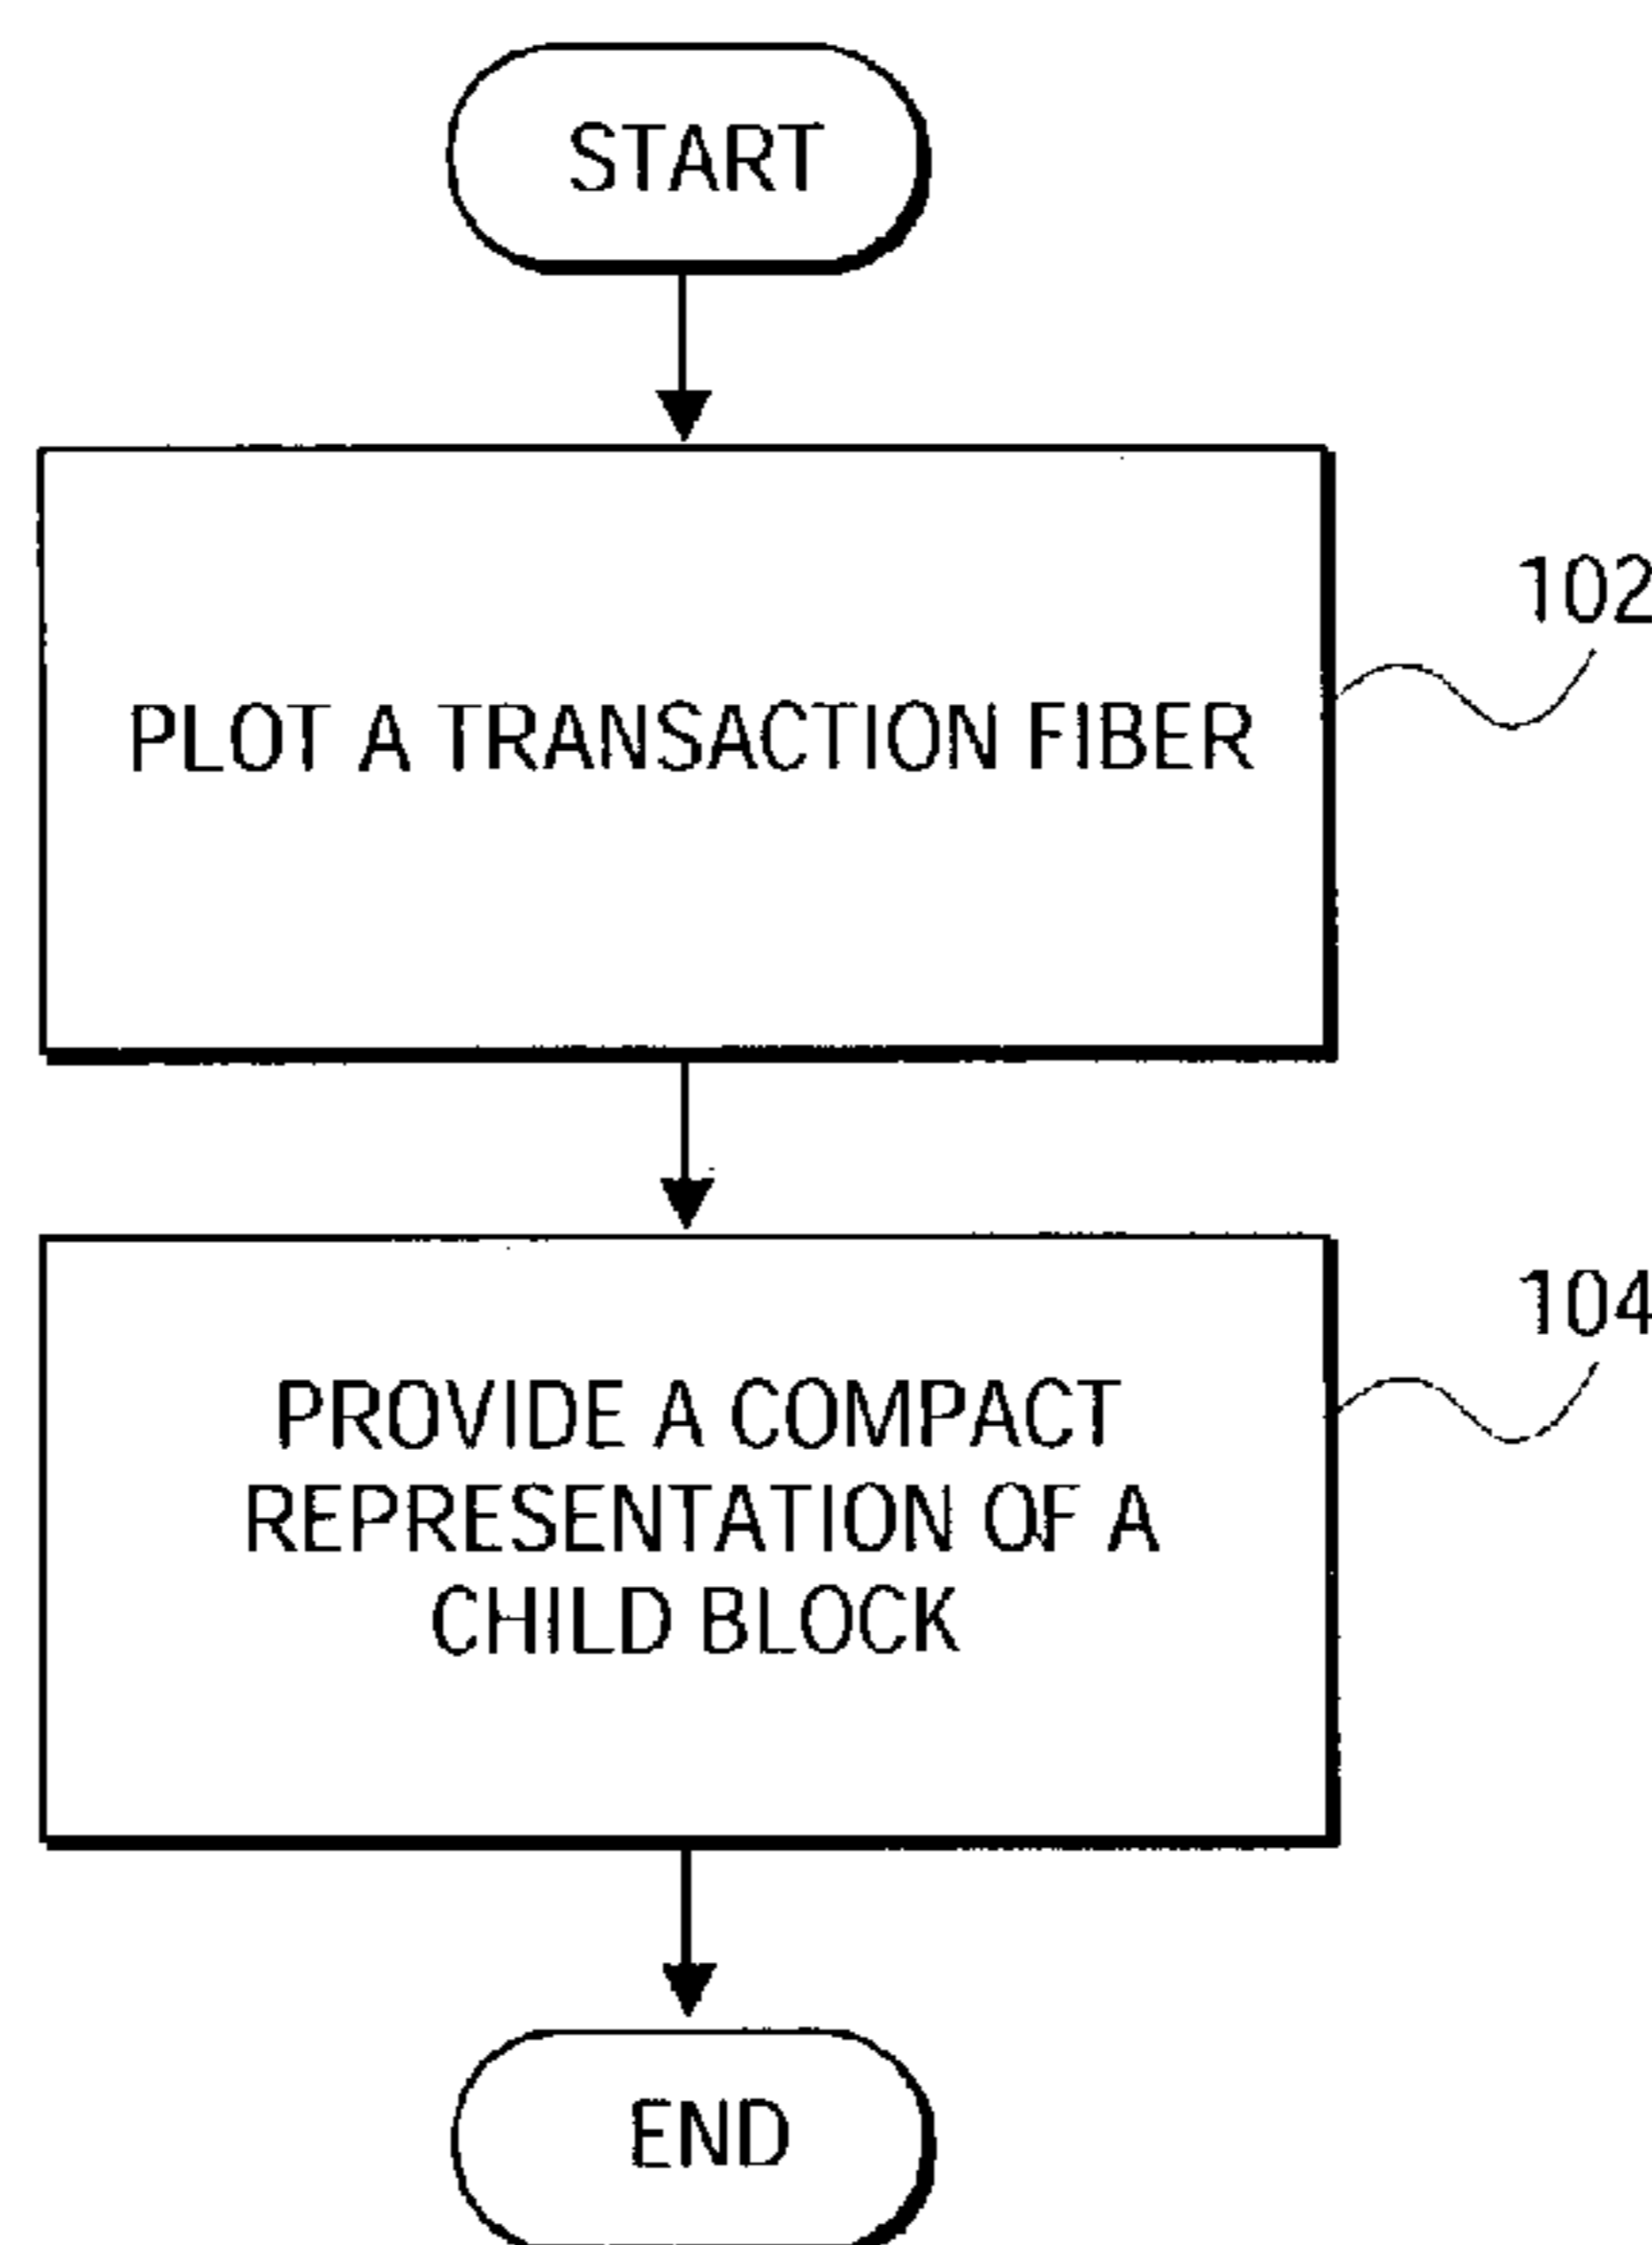 START
102
PLOT A TRANSACTION FIBER
104
PROVIDE A COMPACT
REPRESENTATION OF A
CHILD BLOCK
END